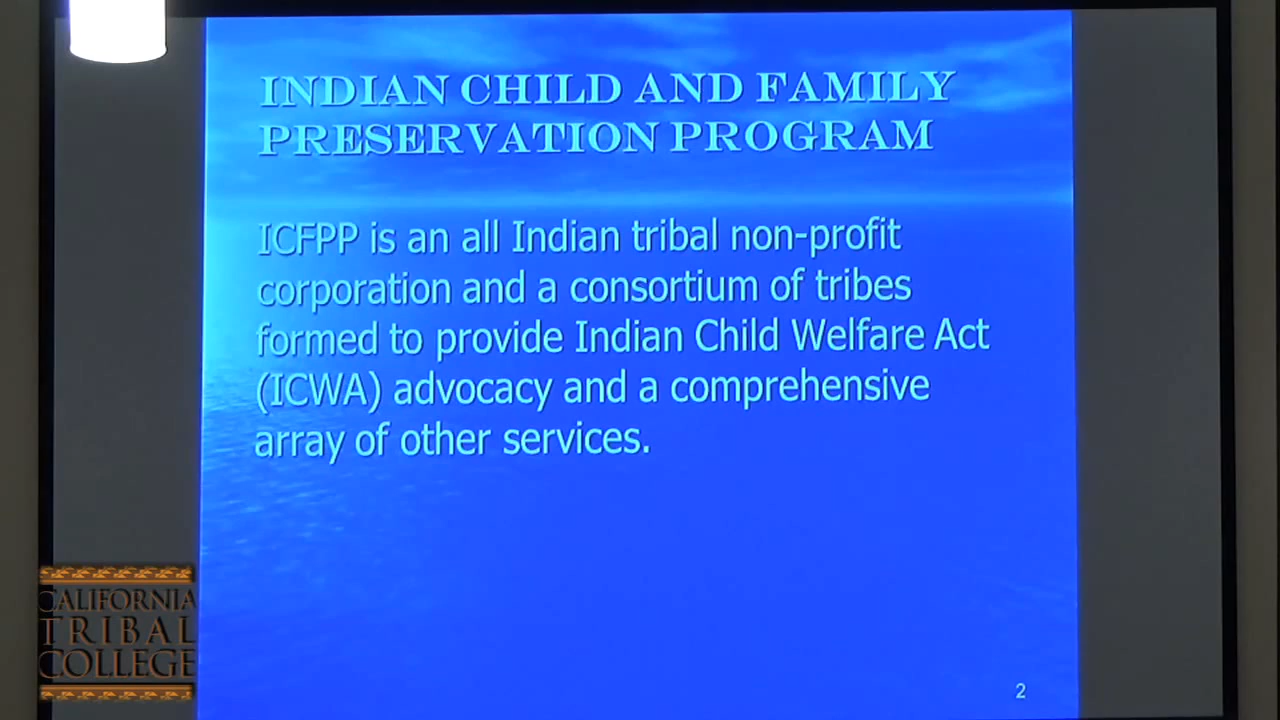 INDIAN CHILD AND FAMILY
PRESERVATION PROGRAM
ICFPP is an all Indian tribal non-profit
corporation and a consortium of tribes
formed to provide Indian Child Welfare Act
(ICWA) advocacy and a comprehensive
array of other services.
CALIFORNIA
TRIBAL
COLLEGE
2